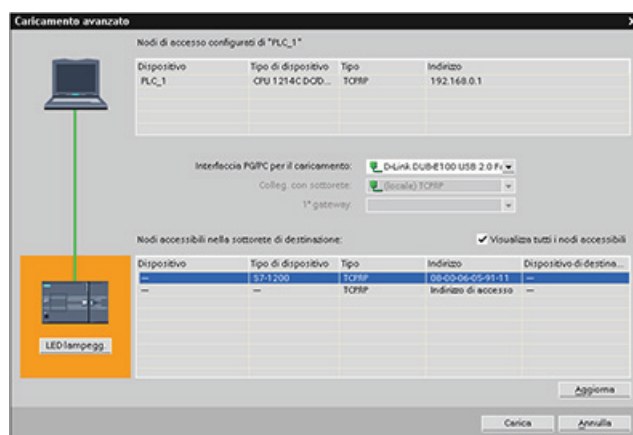 Caricamento avanzato
Nodi di accesso configurati di "PLC_1"
Dispositivo Tipo di dispositivo Tipo Indirizzo
PLC_1 CPU 1214C DC/D... TCP/IP 192.168.0.1
Interfaccia PG/PC per il caricamento: D-Link DUB-E100 USB 2.0 Fa
Colleg. con sottorete: (locale) TCP/IP
1° gateway:
Nodi accessibili nella sottorete di destinazione: Visualizza tutti i nodi accessibili
Dispositivo Tipo di dispositivo Tipo Indirizzo Dispositivo di destina...
— S7-1200 TCP/IP 08-00-06-05-91-11 —
— — TCP/IP Indirizzo di accesso —
LED lampegg.
Aggiorna
Carica Annulla